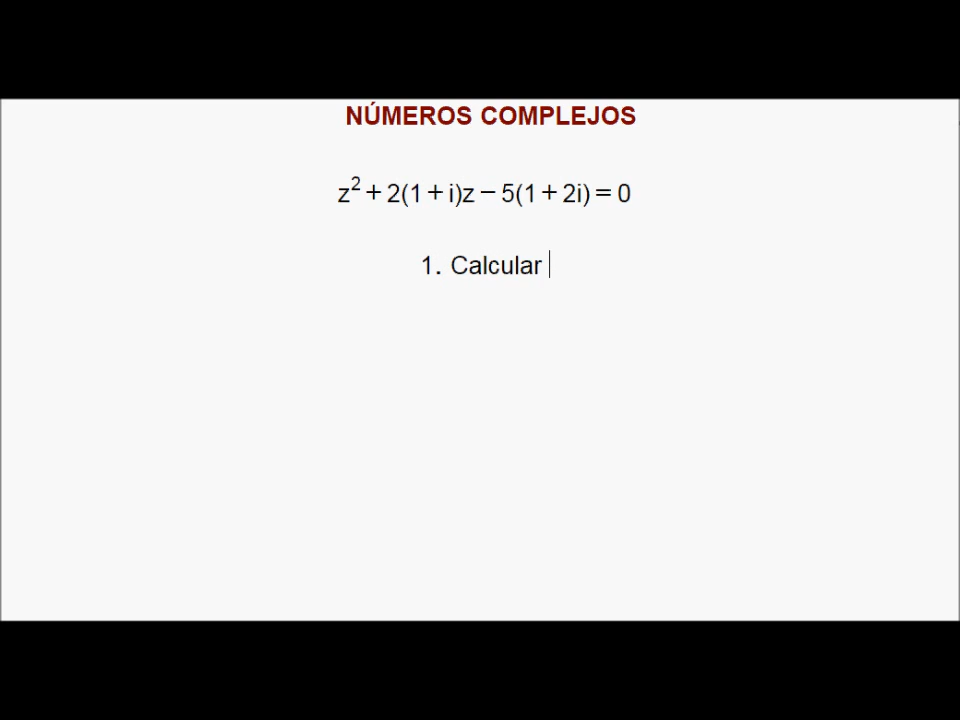 NÚMEROS COMPLEJOS
z² + 2(1 + i)z − 5(1 + 2i) = 0
1. Calcular